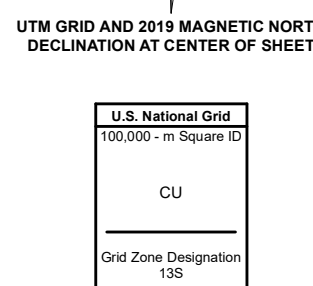 UTM GRID AND 2019 MAGNETIC NORT
DECLINATION AT CENTER OF SHEET
U.S. National Grid
100,000 - m Square ID
CU
Grid Zone Designation
13S